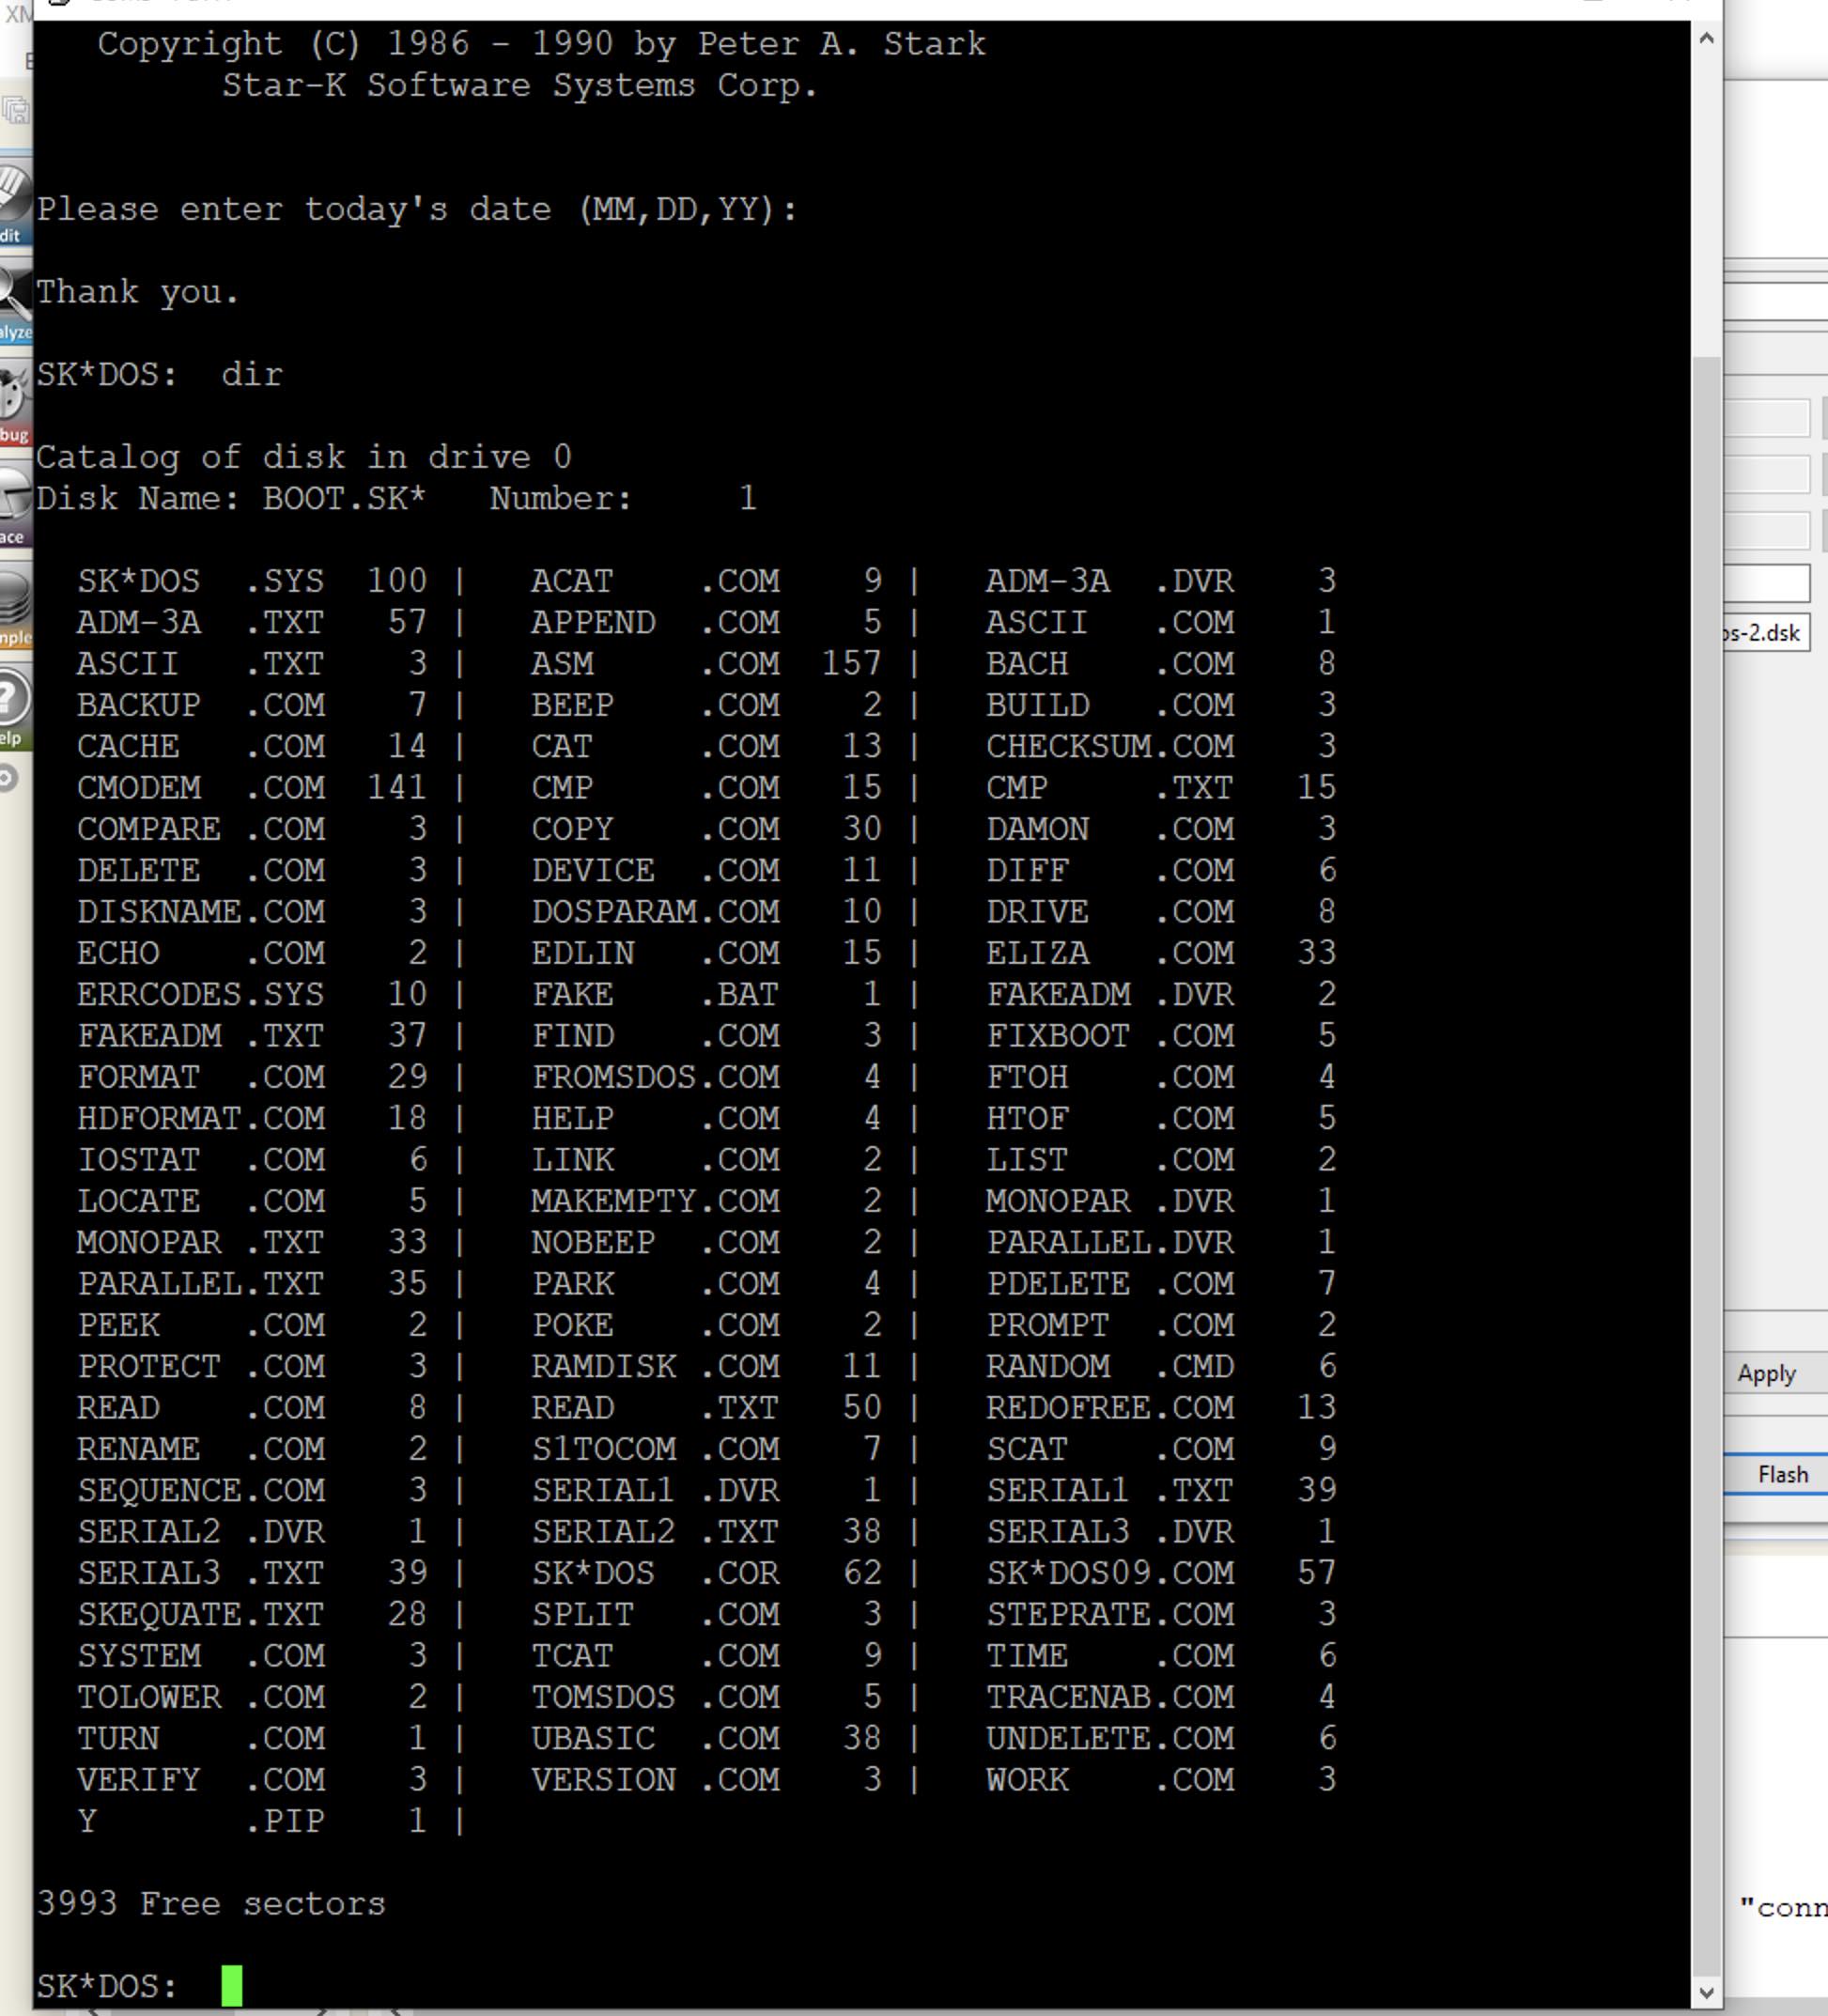 XM
Copyright (C) 1986 - 1990 by Peter A. Stark
Star-K Software Systems Corp.
Please enter today's date (MM,DD,YY):
Thank you.
SK*DOS:  dir
Catalog of disk in drive 0
Disk Name: BOOT.SK*   Number:     1
SK*DOS  .SYS  100 |   ACAT    .COM    9 |   ADM-3A  .DVR    3
ADM-3A  .TXT   57 |   APPEND  .COM    5 |   ASCII   .COM    1
ASCII   .TXT    3 |   ASM     .COM  157 |   BACH    .COM    8
BACKUP  .COM    7 |   BEEP    .COM    2 |   BUILD   .COM    3
CACHE   .COM   14 |   CAT     .COM   13 |   CHECKSUM.COM    3
CMODEM  .COM  141 |   CMP     .COM   15 |   CMP     .TXT   15
COMPARE .COM    3 |   COPY    .COM   30 |   DAMON   .COM    3
DELETE  .COM    3 |   DEVICE  .COM   11 |   DIFF    .COM    6
DISKNAME.COM    3 |   DOSPARAM.COM   10 |   DRIVE   .COM    8
ECHO    .COM    2 |   EDLIN   .COM   15 |   ELIZA   .COM   33
ERRCODES.SYS   10 |   FAKE    .BAT    1 |   FAKEADM .DVR    2
FAKEADM .TXT   37 |   FIND    .COM    3 |   FIXBOOT .COM    5
FORMAT  .COM   29 |   FROMSDOS.COM    4 |   FTOH    .COM    4
HDFORMAT.COM   18 |   HELP    .COM    4 |   HTOF    .COM    5
IOSTAT  .COM    6 |   LINK    .COM    2 |   LIST    .COM    2
LOCATE  .COM    5 |   MAKEMPTY.COM    2 |   MONOPAR .DVR    1
MONOPAR .TXT   33 |   NOBEEP  .COM    2 |   PARALLEL.DVR    1
PARALLEL.TXT   35 |   PARK    .COM    4 |   PDELETE .COM    7
PEEK    .COM    2 |   POKE    .COM    2 |   PROMPT  .COM    2
PROTECT .COM    3 |   RAMDISK .COM   11 |   RANDOM  .CMD    6
READ    .COM    8 |   READ    .TXT   50 |   REDOFREE.COM   13
RENAME  .COM    2 |   S1TOCOM .COM    7 |   SCAT    .COM    9
SEQUENCE.COM    3 |   SERIAL1 .DVR    1 |   SERIAL1 .TXT   39
SERIAL2 .DVR    1 |   SERIAL2 .TXT   38 |   SERIAL3 .DVR    1
SERIAL3 .TXT   39 |   SK*DOS  .COR   62 |   SK*DOS09.COM   57
SKEQUATE.TXT   28 |   SPLIT   .COM    3 |   STEPRATE.COM    3
SYSTEM  .COM    3 |   TCAT    .COM    9 |   TIME    .COM    6
TOLOWER .COM    2 |   TOMSDOS .COM    5 |   TRACENAB.COM    4
TURN    .COM    1 |   UBASIC  .COM   38 |   UNDELETE.COM    6
VERIFY  .COM    3 |   VERSION .COM    3 |   WORK    .COM    3
Y       .PIP    1 |
3993 Free sectors
SK*DOS:
dit
alyze
bug
ace
mple
elp
os-2.dsk
Apply
Flash
"conn